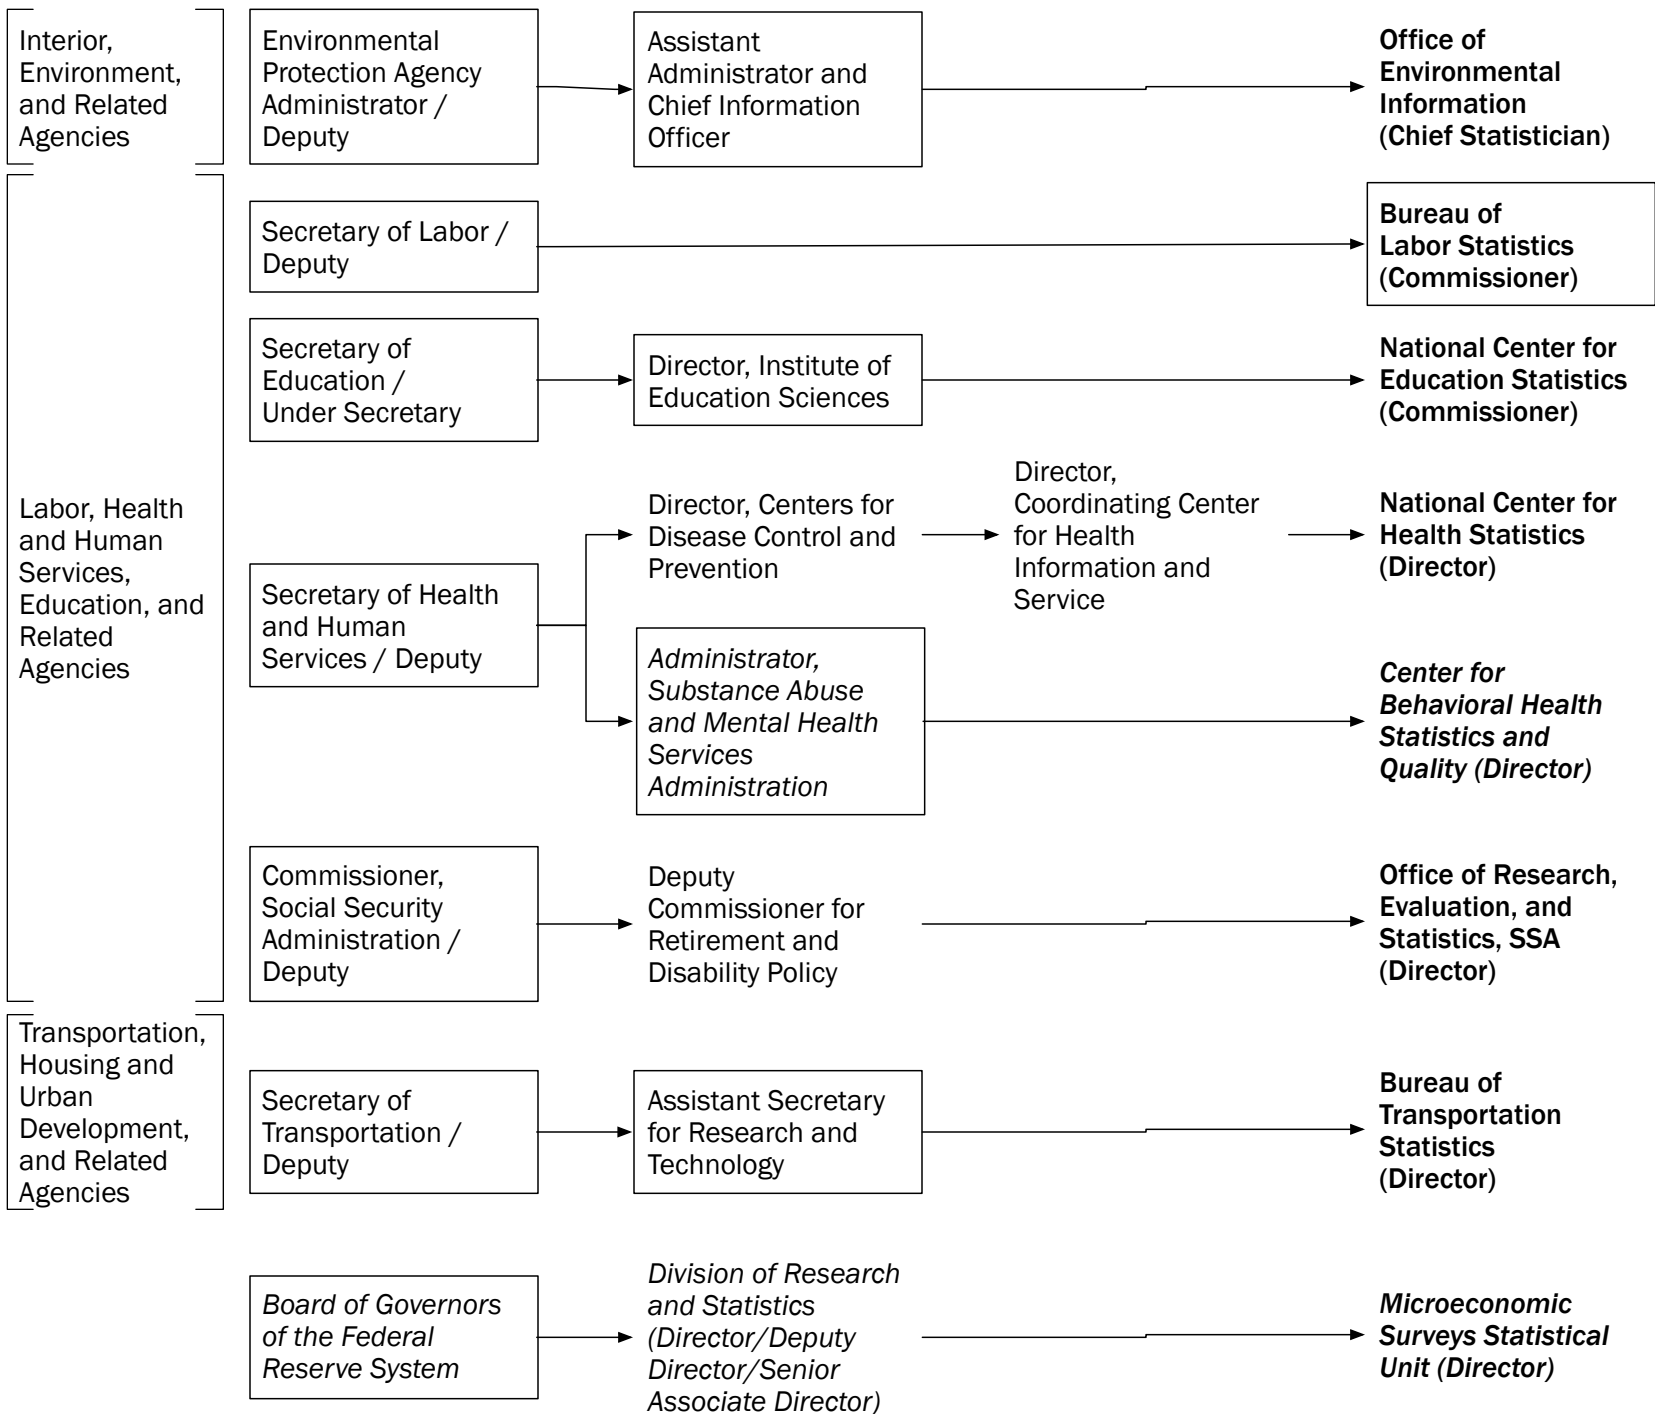 Interior,
Environment,
and Related
Agencies
Environmental
Protection Agency
Administrator /
Deputy
Assistant
Administrator and
Chief Information
Officer
Office of
Environmental
Information
(Chief Statistician)
Labor, Health
and Human
Services,
Education, and
Related
Agencies
Secretary of Labor /
Deputy
Bureau of
Labor Statistics
(Commissioner)
Secretary of
Education /
Under Secretary
Director, Institute of
Education Sciences
National Center for
Education Statistics
(Commissioner)
Secretary of Health
and Human
Services / Deputy
Director, Centers for
Disease Control and
Prevention
Director,
Coordinating Center
for Health
Information and
Service
National Center for
Health Statistics
(Director)
Administrator,
Substance Abuse
and Mental Health
Services
Administration
Center for
Behavioral Health
Statistics and
Quality (Director)
Commissioner,
Social Security
Administration /
Deputy
Deputy
Commissioner for
Retirement and
Disability Policy
Office of Research,
Evaluation, and
Statistics, SSA
(Director)
Transportation,
Housing and
Urban
Development,
and Related
Agencies
Secretary of
Transportation /
Deputy
Assistant Secretary
for Research and
Technology
Bureau of
Transportation
Statistics
(Director)
Board of Governors
of the Federal
Reserve System
Division of Research
and Statistics
(Director/Deputy
Director/Senior
Associate Director)
Microeconomic
Surveys Statistical
Unit (Director)